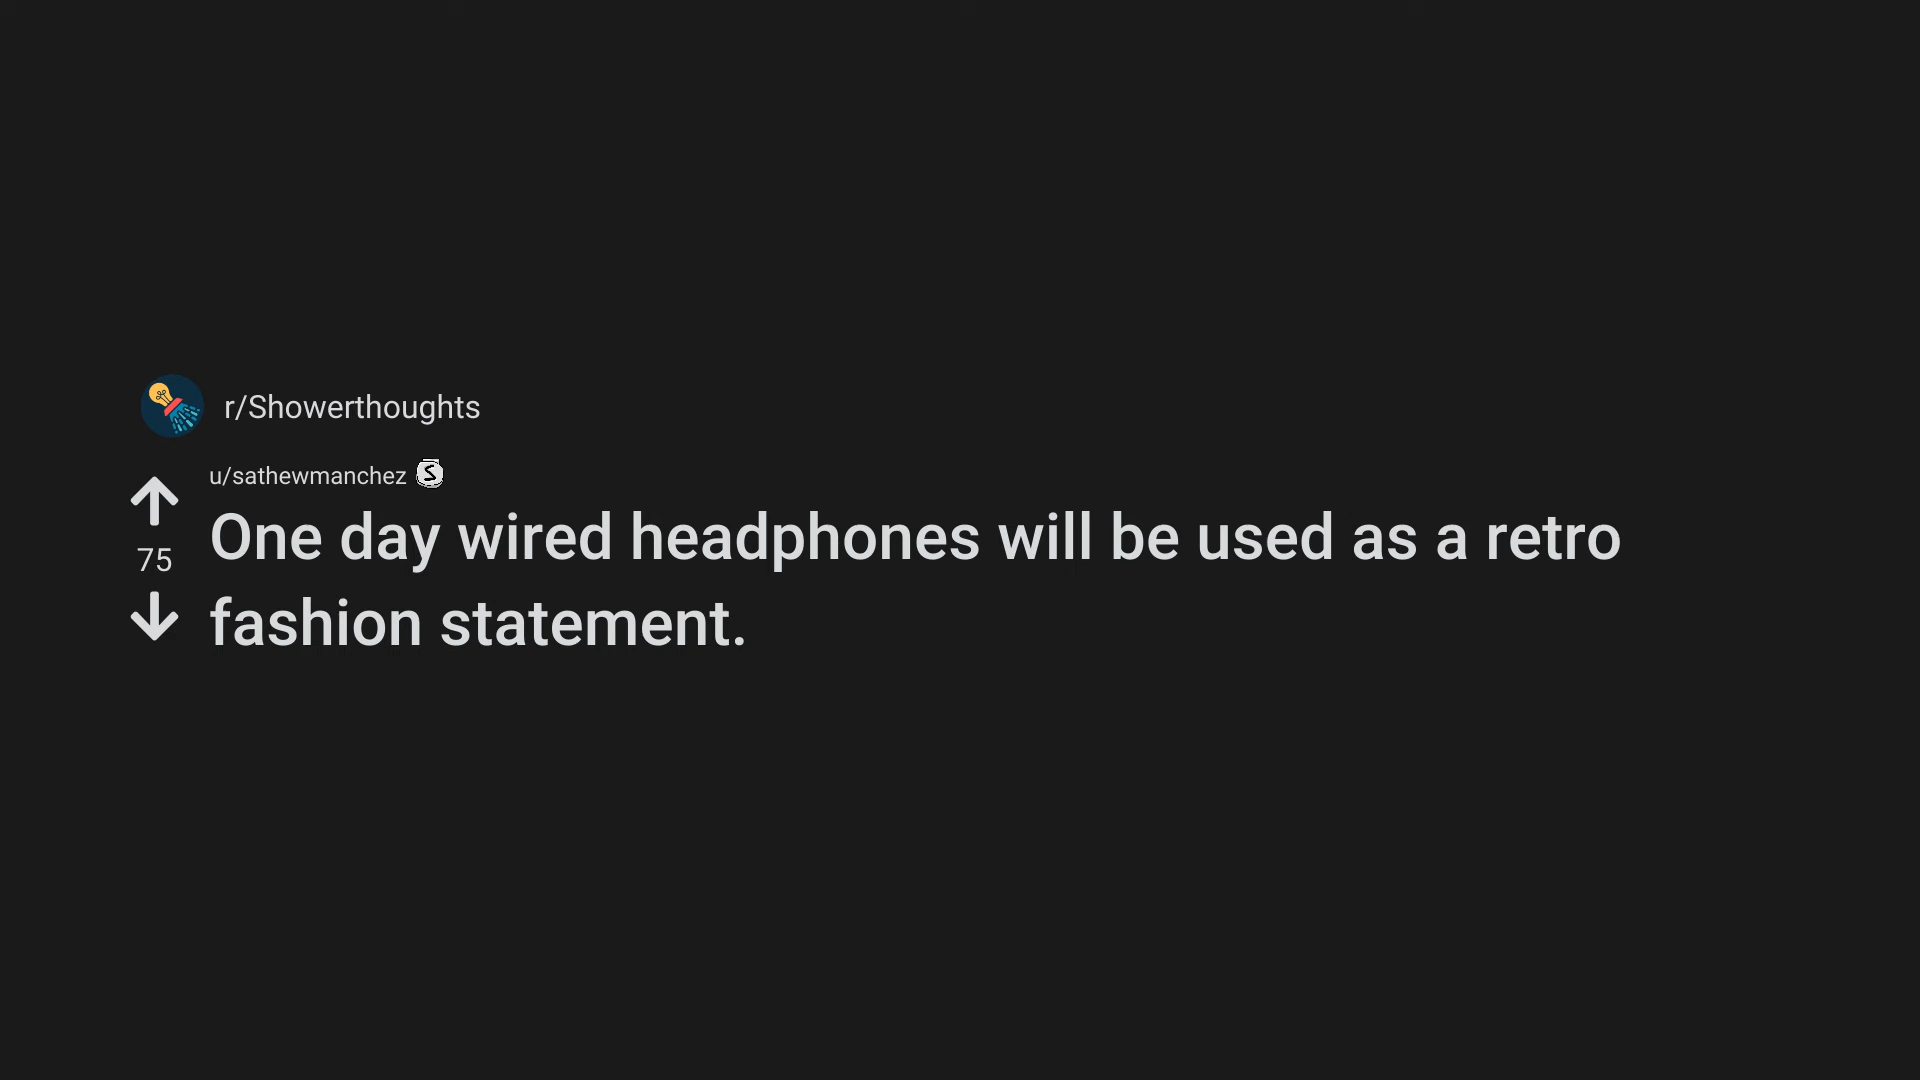 r/Showerthoughts
u/sathewmanchez S
75
One day wired headphones will be used as a retro
fashion statement.